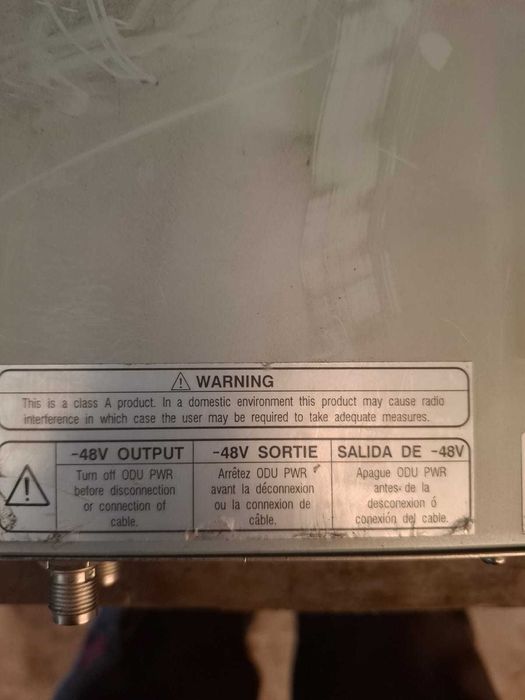 WARNING
This is a class A product. In a domestic environment this product may cause radio
interference in which case the user may be required to take adequate measures.
-48V OUTPUT
Turn off ODU PWR
before disconnection
or connection of
cable.
-48V SORTIE
Arrêtez ODU PWR
avant la déconnexion
ou la connexion de
câble.
SALIDA DE -48V
Apague ODU PWR
antes de la
desconexion ó
conexión del cable.